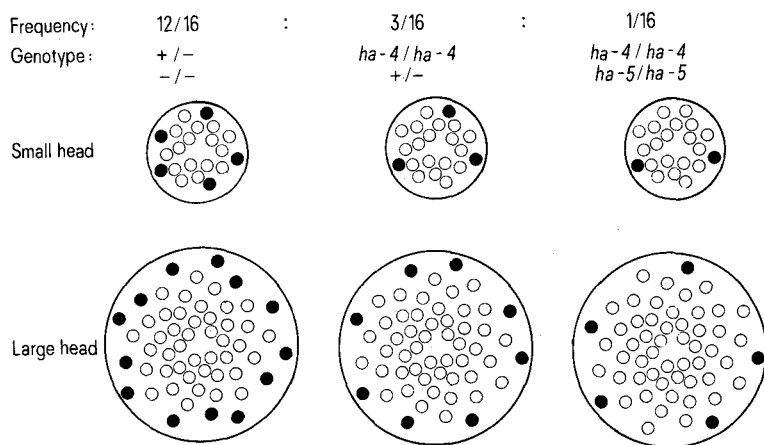 Frequency: 12/16 : 3/16 : 1/16
Genotype: +/− ha-4/ha-4 ha-4/ha-4
−/− +/− ha-5/ha-5
Small head
Large head